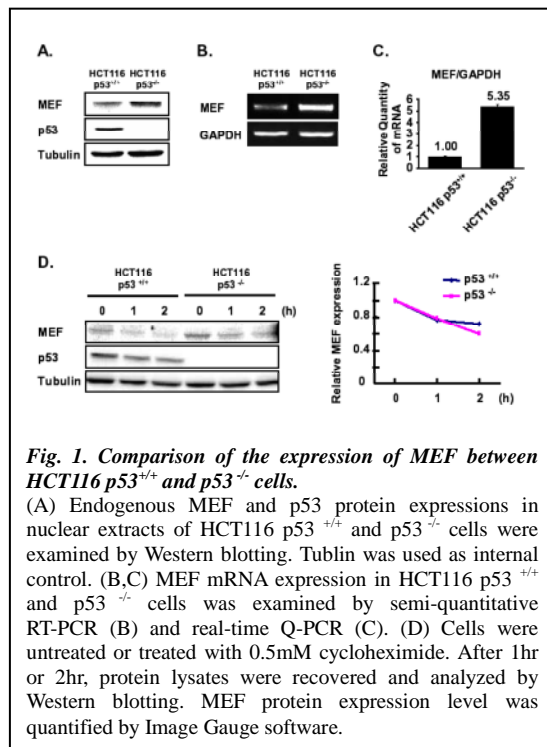 A.
HCT116 HCT116
p53+/+ p53-/-
MEF
p53
Tubulin
B.
HCT116 HCT116
p53+/+ p53-/-
MEF
GAPDH
C.
MEF/GAPDH
Relative Quantity
of mRNA
6
5
4
3
2
1
0
1.00
5.35
HCT116 p53+/+
HCT116 p53-/-
D.
HCT116
p53 +/+
HCT116
p53 -/-
0 1 2 0 1 2 (h)
MEF
p53
Tubulin
Relative MEF expression
1.2
0.8
0.4
0
p53 +/+
p53 -/-
0 1 2 (h)
Fig. 1. Comparison of the expression of MEF between
HCT116 p53+/+ and p53 -/- cells.
(A) Endogenous MEF and p53 protein expressions in
nuclear extracts of HCT116 p53 +/+ and p53 -/- cells were
examined by Western blotting. Tublin was used as internal
control. (B,C) MEF mRNA expression in HCT116 p53 +/+
and p53 -/- cells was examined by semi-quantitative
RT-PCR (B) and real-time Q-PCR (C). (D) Cells were
untreated or treated with 0.5mM cycloheximide. After 1hr
or 2hr, protein lysates were recovered and analyzed by
Western blotting. MEF protein expression level was
quantified by Image Gauge software.